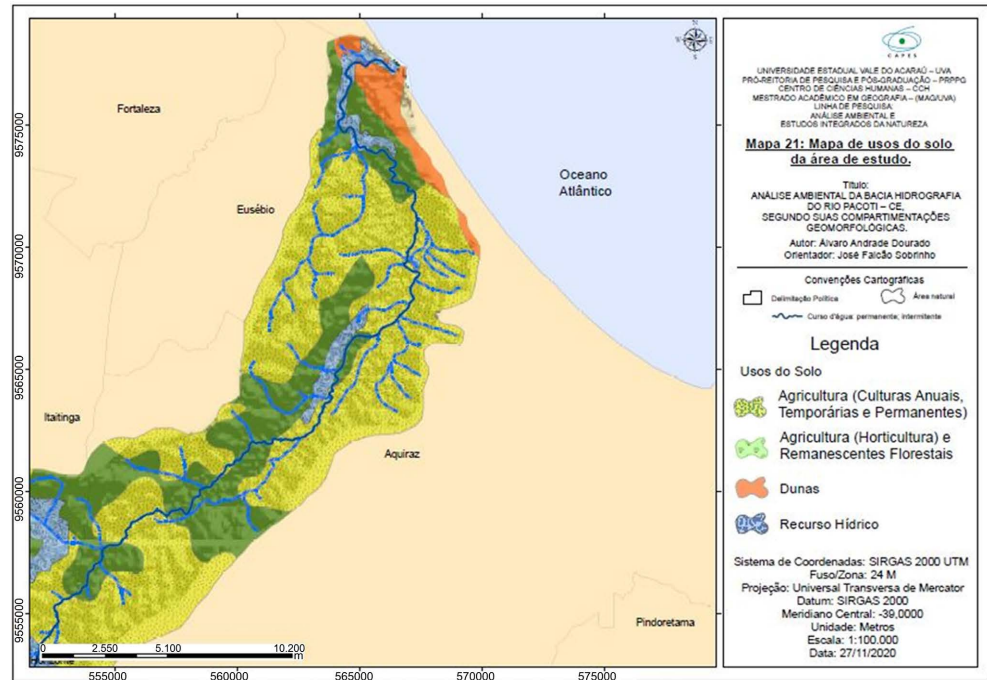 555000
560000
565000
570000
575000
Fortaleza
Eusébio
Oceano
Atlântico
Itaitinga
Aquiraz
Pindoretama
0
2.550
5.100
10.200
m
9575000
9570000
9565000
9560000
9555000
555000
560000
565000
570000
575000
N
S
CAPES
UNIVERSIDADE ESTADUAL VALE DO ACARAÚ – UVA
PRÓ-REITORIA DE PESQUISA E PÓS-GRADUAÇÃO – PRPPG
CENTRO DE CIÊNCIAS HUMANAS – CCH
MESTRADO ACADÊMICO EM GEOGRAFIA – (MAG/UVA)
LINHA DE PESQUISA:
ANÁLISE AMBIENTAL E
ESTUDOS INTEGRADOS DA NATUREZA
Mapa 21: Mapa de usos do solo
da área de estudo.
Título:
ANÁLISE AMBIENTAL DA BACIA HIDROGRAFIA
DO RIO PACOTI – CE,
SEGUNDO SUAS COMPARTIMENTAÇÕES
GEOMORFOLÓGICAS.
Autor: Álvaro Andrade Dourado
Orientador: José Falcão Sobrinho
Convenções Cartográficas
Delimitação Política
Área natural
Curso d'água: permanente; intermitente
Legenda
Usos do Solo
Agricultura (Culturas Anuais,
Temporárias e Permanentes)
Agricultura (Horticultura) e
Remanescentes Florestais
Dunas
Recurso Hídrico
Sistema de Coordenadas: SIRGAS 2000 UTM
Fuso/Zona: 24 M
Projeção: Universal Transversa de Mercator
Datum: SIRGAS 2000
Meridiano Central: -39,0000
Unidade: Metros
Escala: 1:100.000
Data: 27/11/2020